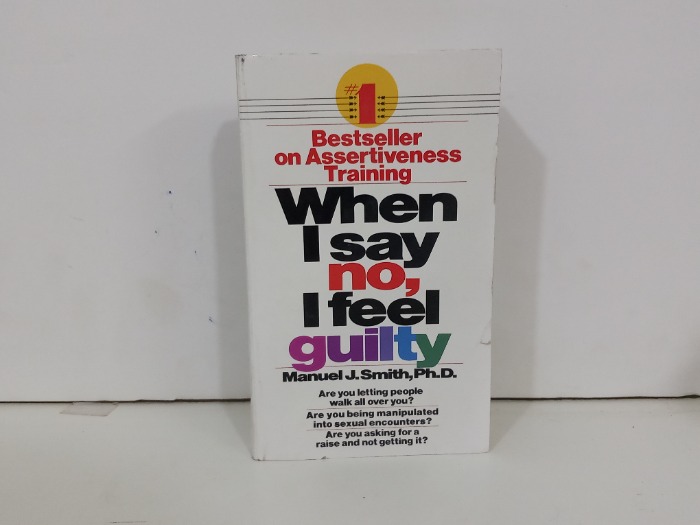 #1
Bestseller
on Assertiveness
Training
When
I say
no,
I feel
guilty
Manuel J. Smith, Ph.D.
Are you letting people
walk all over you?
Are you being manipulated
into sexual encounters?
Are you asking for a
raise and not getting it?